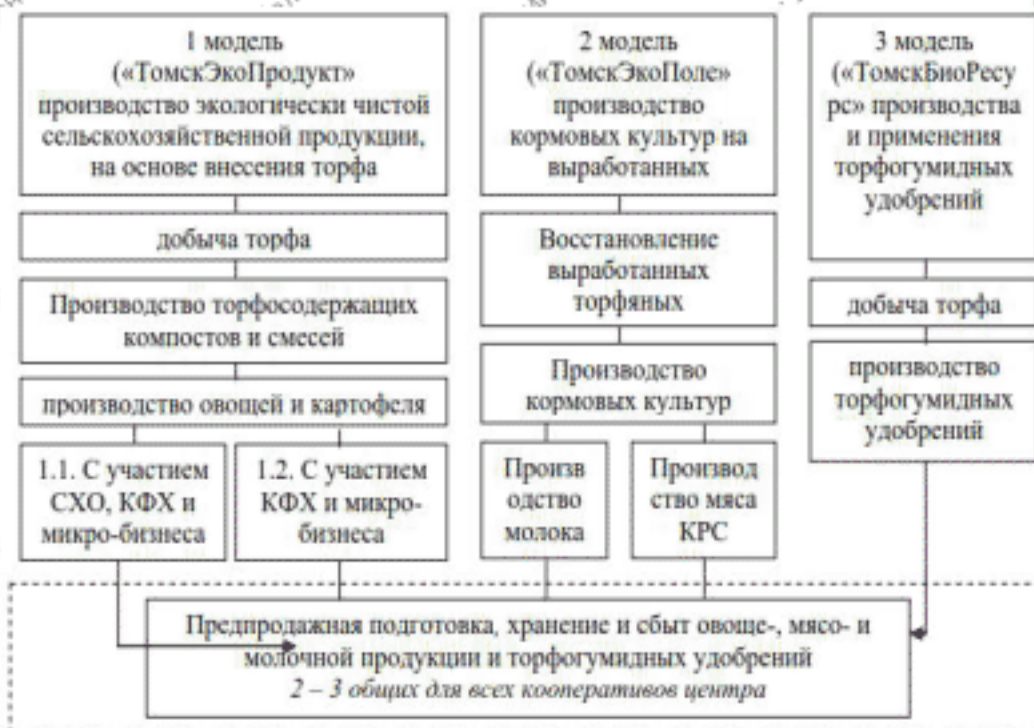 1 модель
(«ТомскЭкоПродукт»
производство экологически чистой
сельскохозяйственной продукции,
на основе внесения торфа
добыча торфа
Производство торфосодержащих
компостов и смесей
производство овощей и картофеля
1.1. С участием
СХО, КФХ и
микро-бизнеса
1.2. С участием
КФХ и микро-
бизнеса
2 модель
(«ТомскЭкоПоле»
производство
кормовых культур на
выработанных
Восстановление
выработанных
торфяных
Производство
кормовых культур
Произв
одство
молока
Производ
ство мяса
КРС
3 модель
(«ТомскБиоРесу
рс» производства
и применения
торфогумидных
удобрений
добыча торфа
производство
торфогумидных
удобрений
Предпродажная подготовка, хранение и сбыт овоще-, мясо- и
молочной продукции и торфогумидных удобрений
2 – 3 общих для всех кооперативов центра